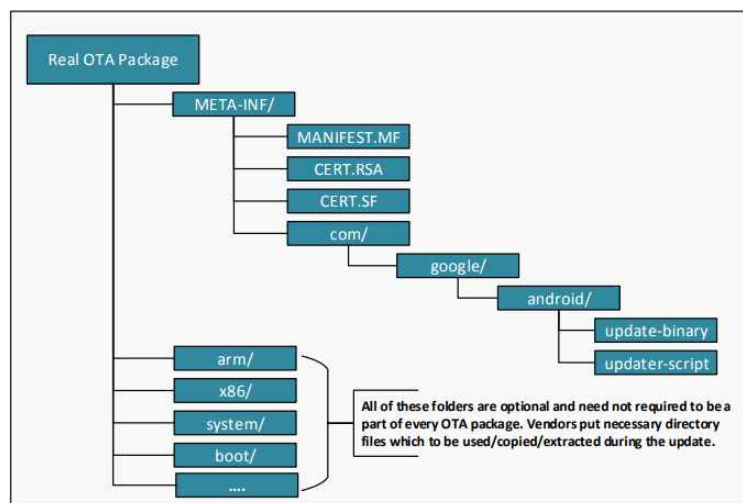 Real OTA Package
META-INF/
MANIFEST.MF
CERT.RSA
CERT.SF
com/
google/
android/
update-binary
updater-script
arm/
x86/
system/
boot/
....
All of these folders are optional and need not required to be a
part of every OTA package. Vendors put necessary directory
files which to be used/copied/extracted during the update.